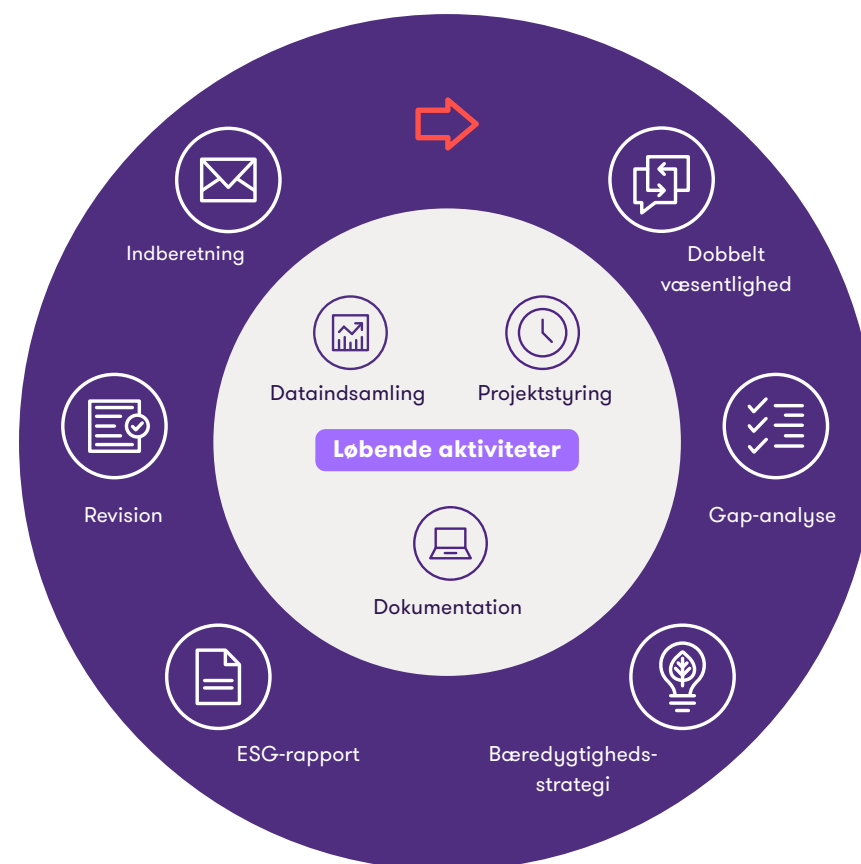 Indberetning
Dobbelt
væsentlighed
Dataindsamling
Projektstyring
Løbende aktiviteter
Revision
Gap-analyse
Dokumentation
ESG-rapport
Bæredygtigheds-
strategi